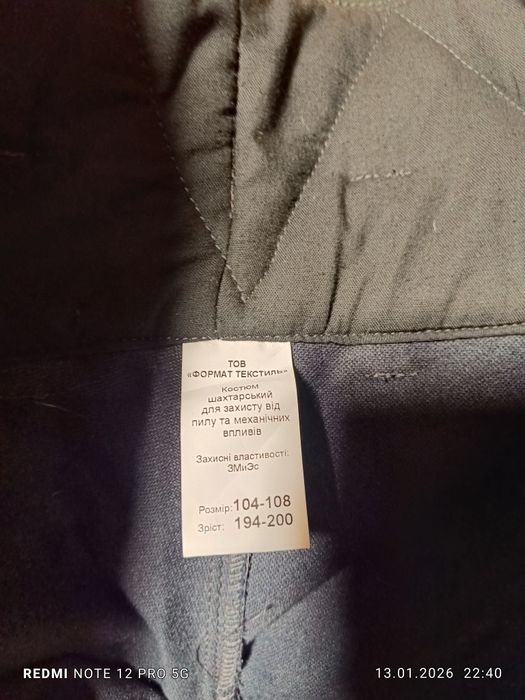 ТОВ
«ФОРМАТ ТЕКСТИЛЬ»
Костюм
шахтарський
для захисту від
пилу та механічних
впливів
Захисні властивості:
ЗМиЭс
Розмір: 104-108
Зріст: 194-200
REDMI NOTE 12 PRO 5G
13.01.2026 22:40